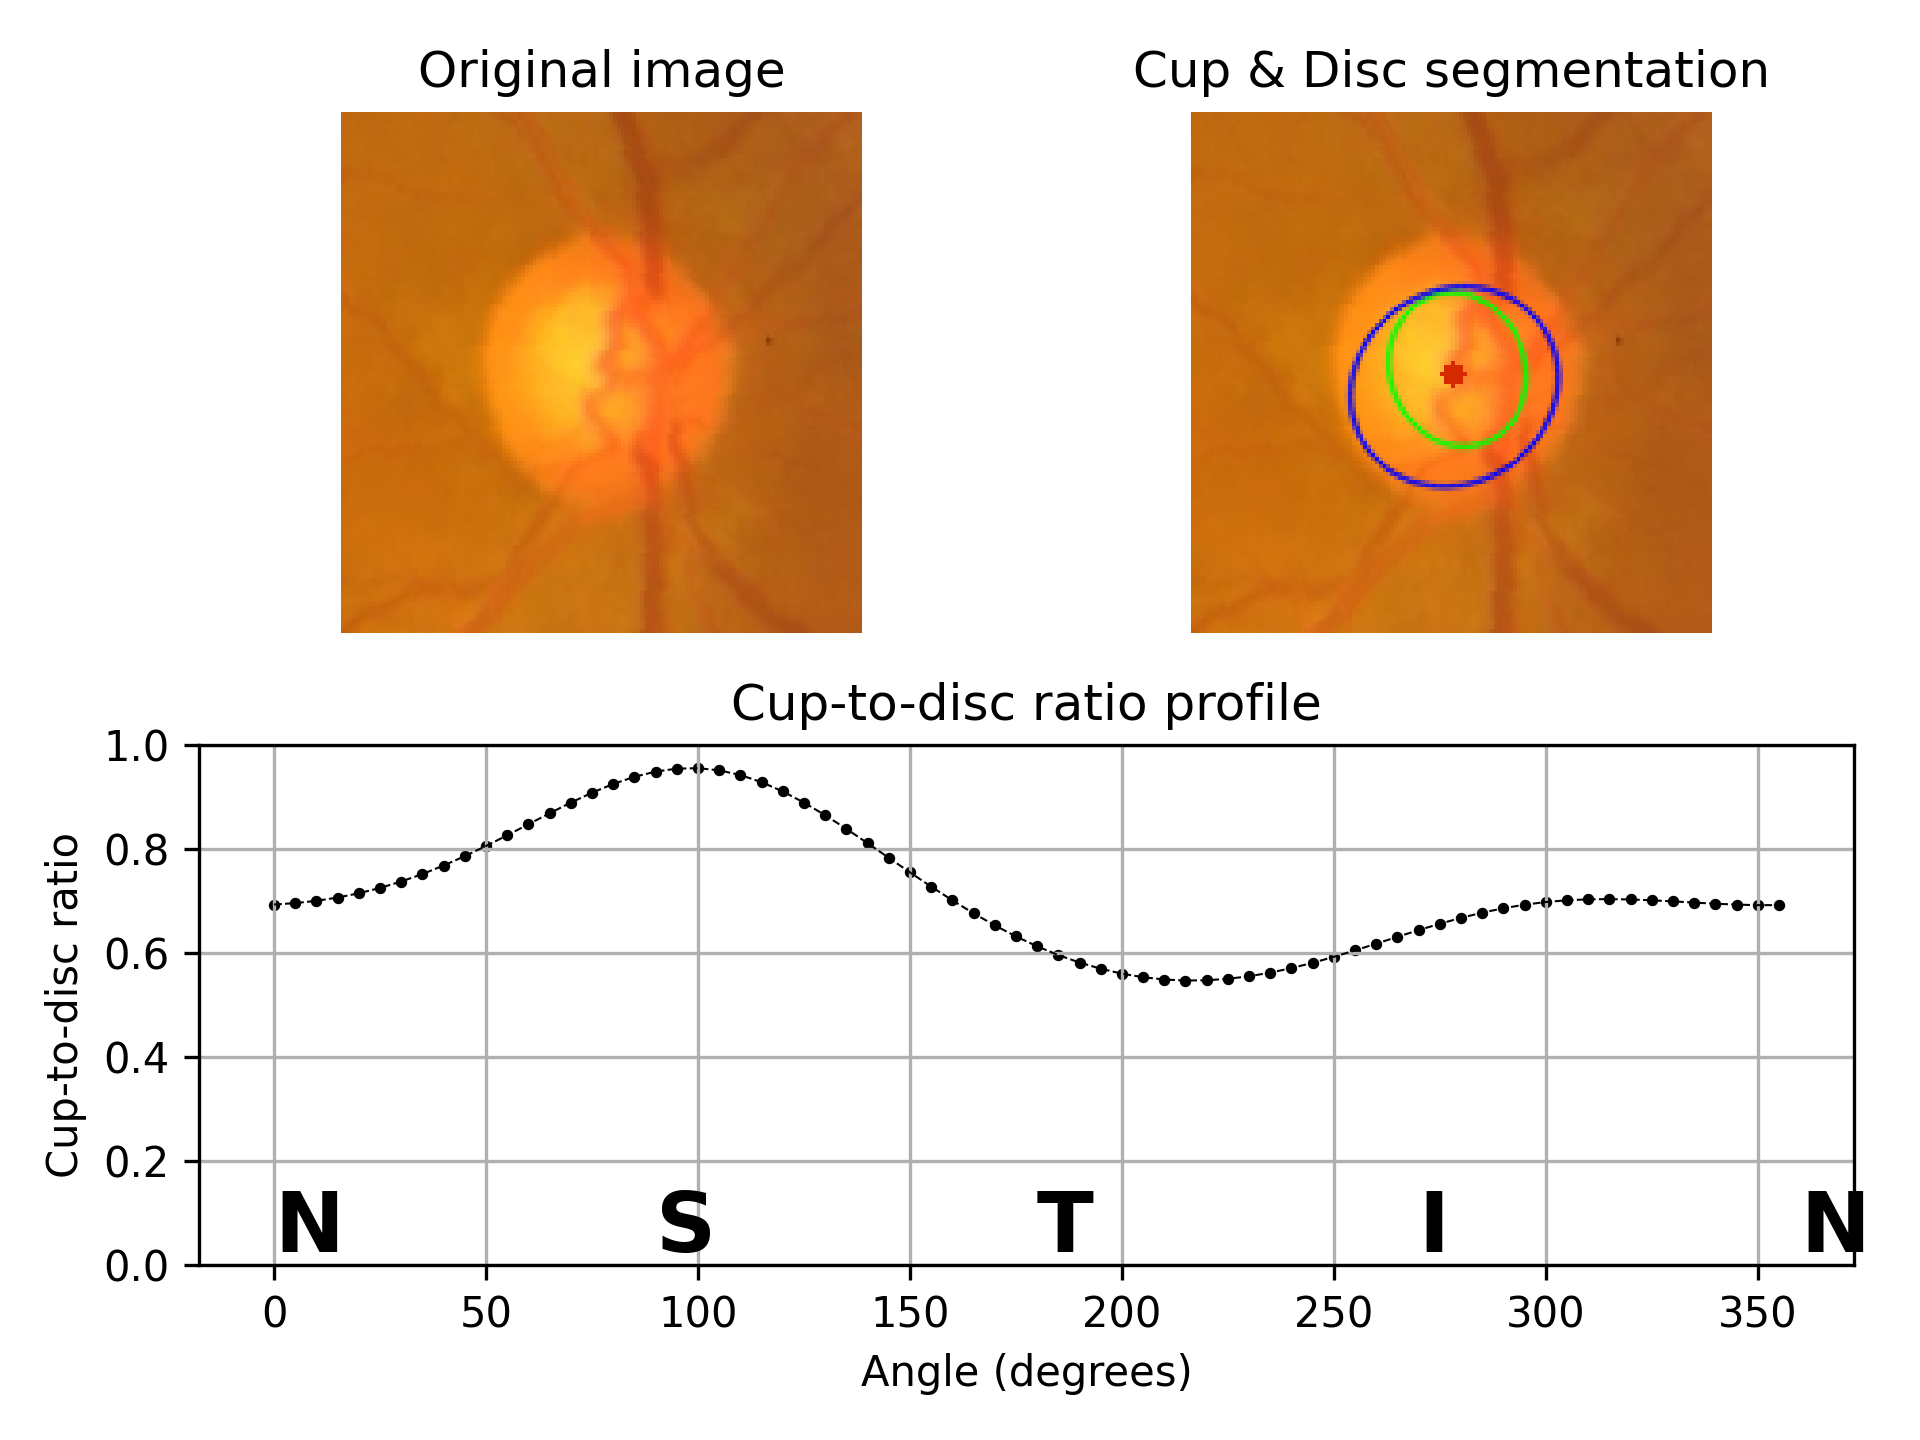 Original image
Cup & Disc segmentation
Cup-to-disc ratio profile
Cup-to-disc ratio
1.0
0.8
0.6
0.4
0.2
0.0
N S T I N
0 50 100 150 200 250 300 350
Angle (degrees)